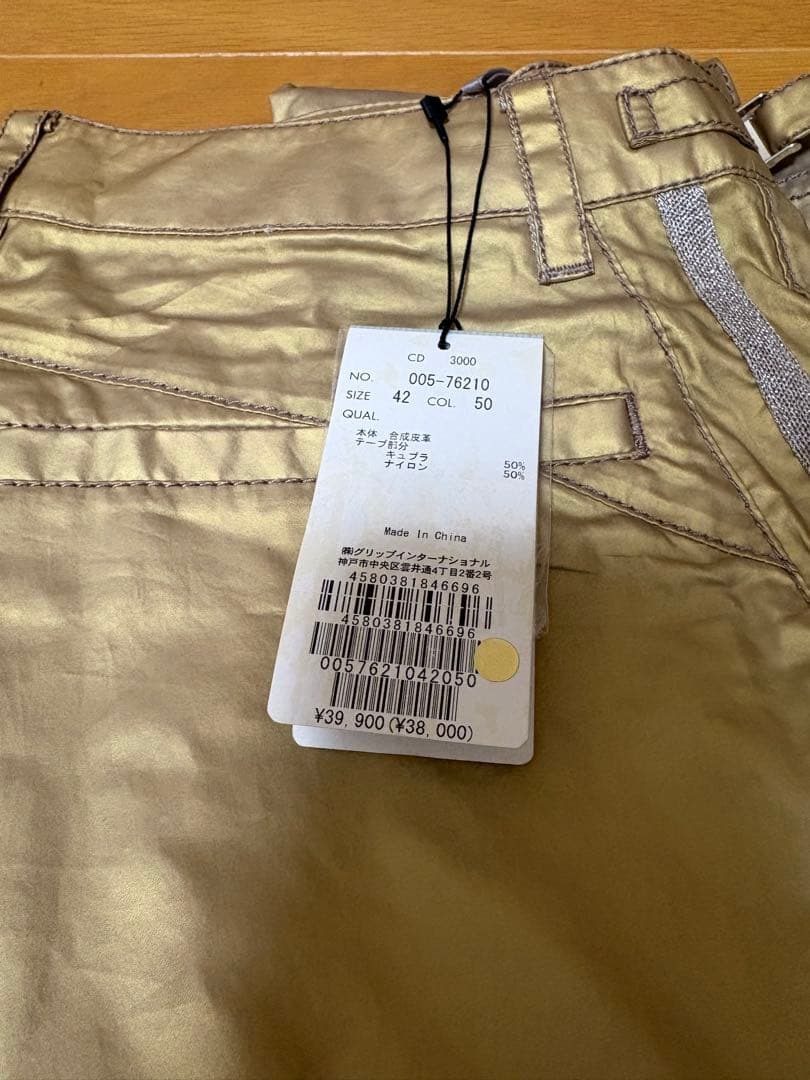 CD 3000
NO. 005-76210
SIZE 42 COL. 50
QUAL.
本体 合成皮革
テープ部分
キュプラ 50%
ナイロン 50%
Made In China
㈱グリップインターナショナル
神戸市中央区雲井通4丁目2番2号
4580381846696
4580381846696
0057621042050
¥39,900(¥38,000)